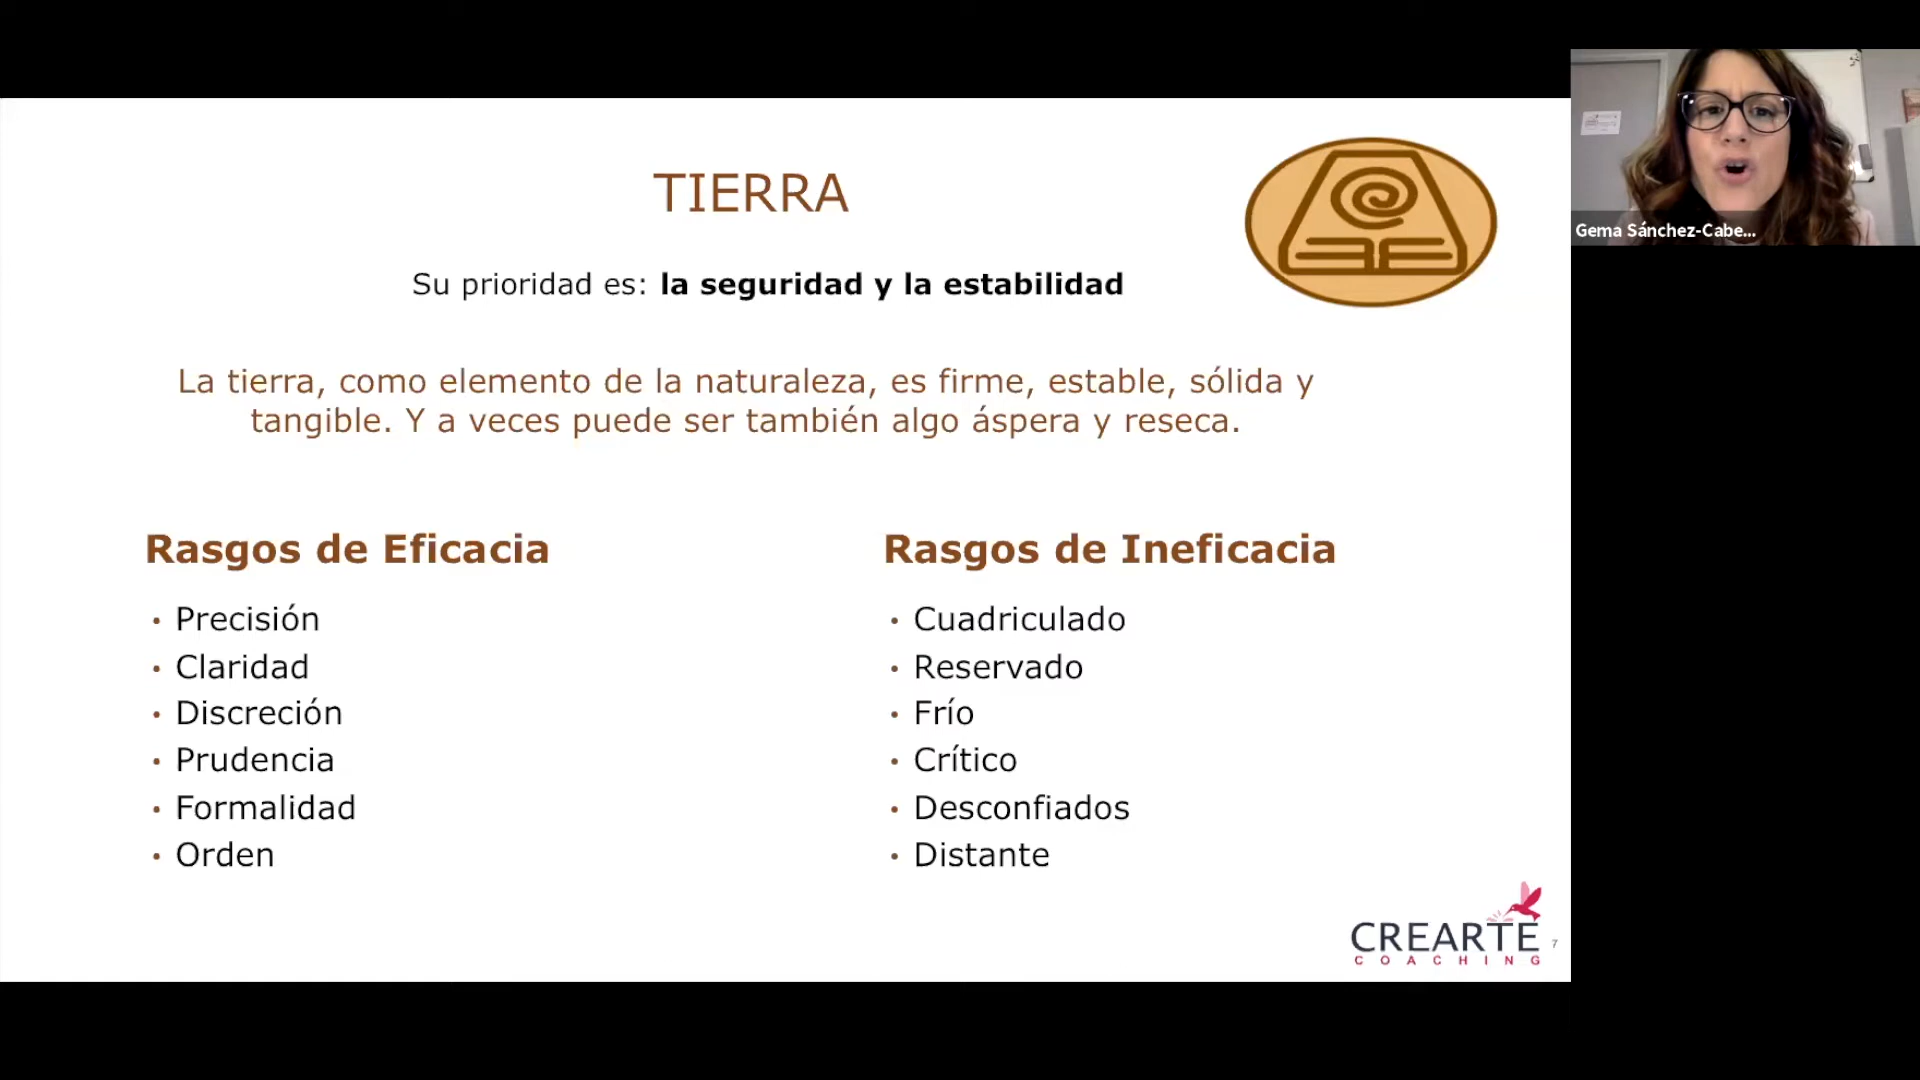 TIERRA
Su prioridad es: la seguridad y la estabilidad
La tierra, como elemento de la naturaleza, es firme, estable, sólida y
tangible. Y a veces puede ser también algo áspera y reseca.
Rasgos de Eficacia
• Precisión
• Claridad
• Discreción
• Prudencia
• Formalidad
• Orden
Rasgos de Ineficacia
• Cuadriculado
• Reservado
• Frío
• Crítico
• Desconfiados
• Distante
CREARTE
COACHING
7
Gema Sánchez-Cabe...